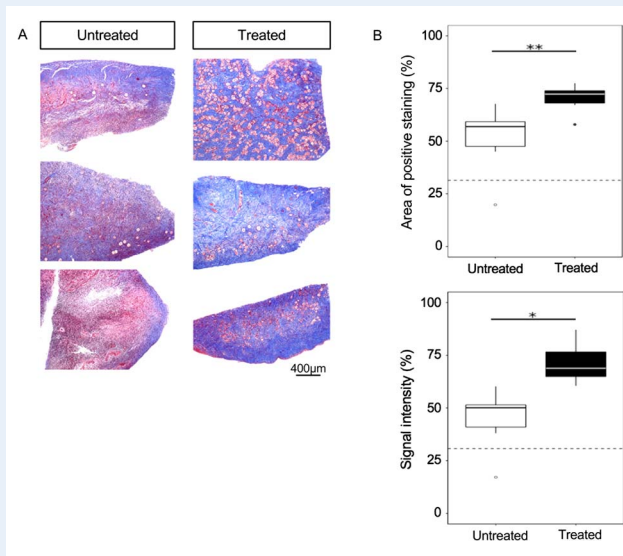 A
Untreated
Treated
400µm
B
Area of positive staining (%)
100
75
50
25
0
**
Untreated
Treated
Signal intensity (%)
100
75
50
25
0
*
Untreated
Treated